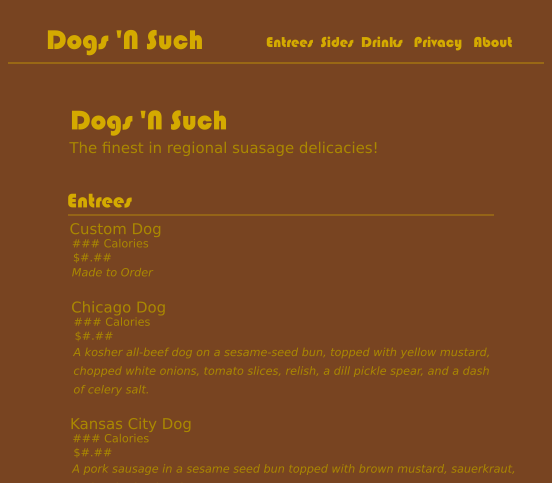 Dogs 'N Such
Entrees Sides Drinks Privacy About
Dogs 'N Such
The finest in regional suasage delicacies!
Entrees
Custom Dog
### Calories
$#.##
Made to Order
Chicago Dog
### Calories
$#.##
A kosher all-beef dog on a sesame-seed bun, topped with yellow mustard,
chopped white onions, tomato slices, relish, a dill pickle spear, and a dash
of celery salt.
Kansas City Dog
### Calories
$#.##
A pork sausage in a sesame seed bun topped with brown mustard, sauerkraut,